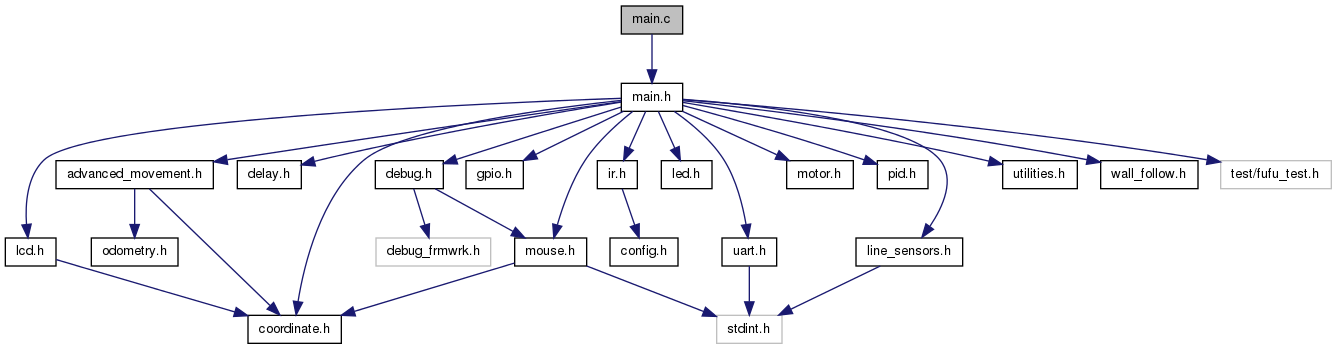 main.c
main.h
advanced_movement.h
delay.h
debug.h
gpio.h
ir.h
led.h
motor.h
pid.h
utilities.h
wall_follow.h
test/fufu_test.h
lcd.h
odometry.h
debug_frmwrk.h
mouse.h
config.h
uart.h
line_sensors.h
coordinate.h
stdint.h